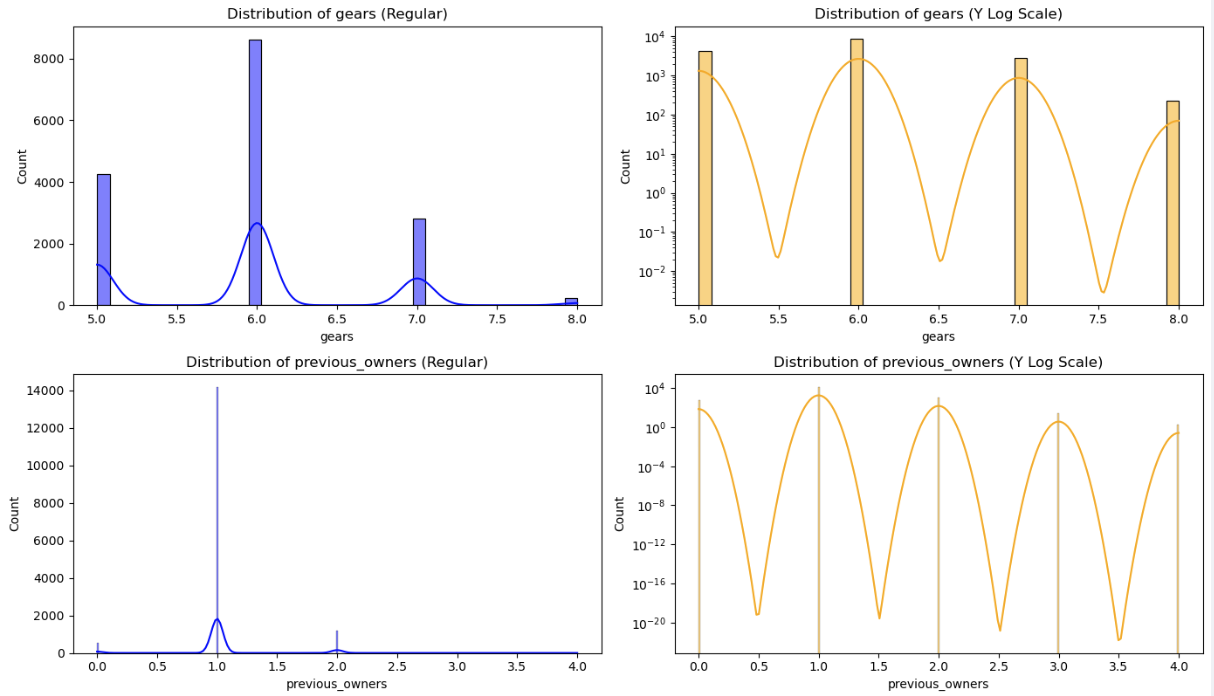 Distribution of gears (Regular)
Count
8000
6000
4000
2000
0
5.0 5.5 6.0 6.5 7.0 7.5 8.0
gears
Distribution of gears (Y Log Scale)
Count
10^4
10^3
10^2
10^1
10^0
10^−1
10^−2
5.0 5.5 6.0 6.5 7.0 7.5 8.0
gears
Distribution of previous_owners (Regular)
Count
14000
12000
10000
8000
6000
4000
2000
0
0.0 0.5 1.0 1.5 2.0 2.5 3.0 3.5 4.0
previous_owners
Distribution of previous_owners (Y Log Scale)
Count
10^4
10^0
10^−4
10^−8
10^−12
10^−16
10^−20
0.0 0.5 1.0 1.5 2.0 2.5 3.0 3.5 4.0
previous_owners